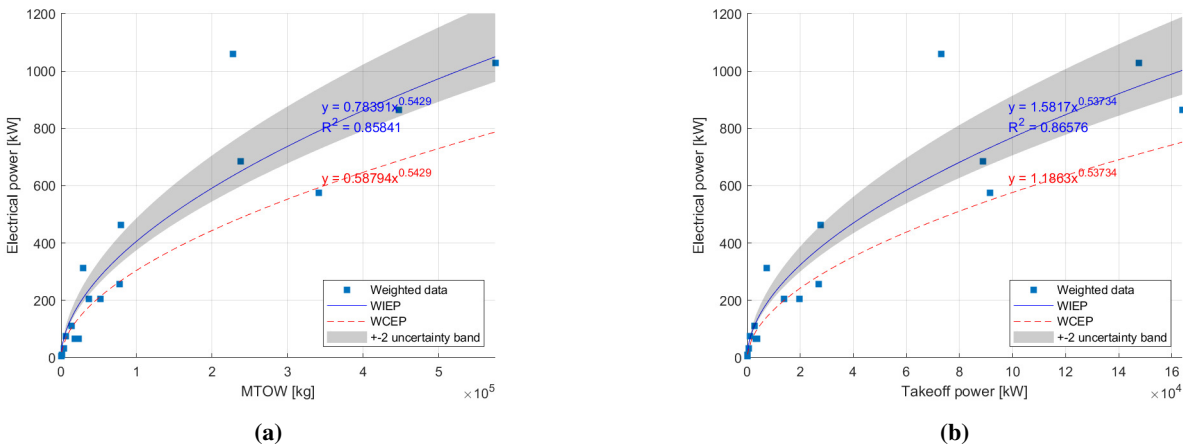 1200
1000
800
600
400
200
0
Electrical power [kW]
y = 0.78391x^0.5429
R^2 = 0.85841
y = 0.58794x^0.5429
Weighted data
WIEP
WCEP
+-2 uncertainty band
0 1 2 3 4 5
×10^5
MTOW [kg]
(a)
1200
1000
800
600
400
200
0
Electrical power [kW]
y = 1.5817x^0.53734
R^2 = 0.86576
y = 1.1863x^0.53734
Weighted data
WIEP
WCEP
+-2 uncertainty band
0 2 4 6 8 10 12 14 16
×10^4
Takeoff power [kW]
(b)